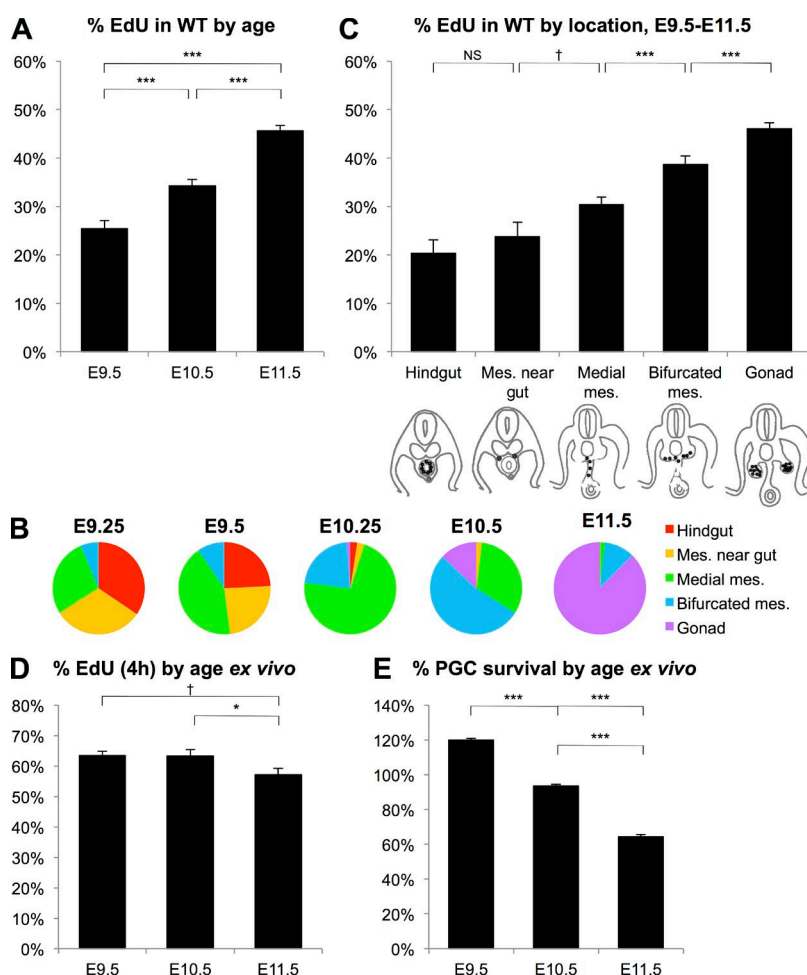 A
% EdU in WT by age
***
***
***
60%
50%
40%
30%
20%
10%
0%
E9.5
E10.5
E11.5
C
% EdU in WT by location, E9.5-E11.5
NS
†
***
***
60%
50%
40%
30%
20%
10%
0%
Hindgut
Mes. near
gut
Medial
mes.
Bifurcated
mes.
Gonad
B
E9.25
E9.5
E10.25
E10.5
E11.5
Hindgut
Mes. near gut
Medial mes.
Bifurcated mes.
Gonad
D
% EdU (4h) by age ex vivo
†
*
80%
70%
60%
50%
40%
30%
20%
10%
0%
E9.5
E10.5
E11.5
E
% PGC survival by age ex vivo
***
***
***
140%
120%
100%
80%
60%
40%
20%
0%
E9.5
E10.5
E11.5